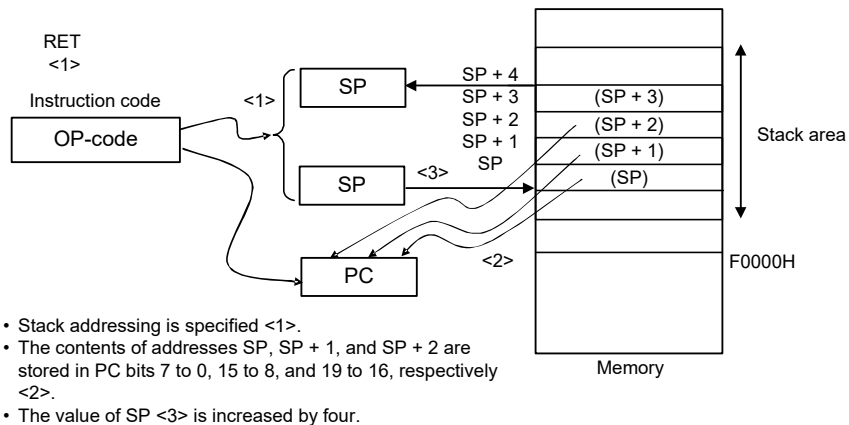 RET
<1>
Instruction code
OP-code
<1>
SP
SP
<3>
PC
<2>
SP + 4
SP + 3
SP + 2
SP + 1
SP
(SP + 3)
(SP + 2)
(SP + 1)
(SP)
Stack area
F0000H
Memory
• Stack addressing is specified <1>.
• The contents of addresses SP, SP + 1, and SP + 2 are
stored in PC bits 7 to 0, 15 to 8, and 19 to 16, respectively
<2>.
• The value of SP <3> is increased by four.